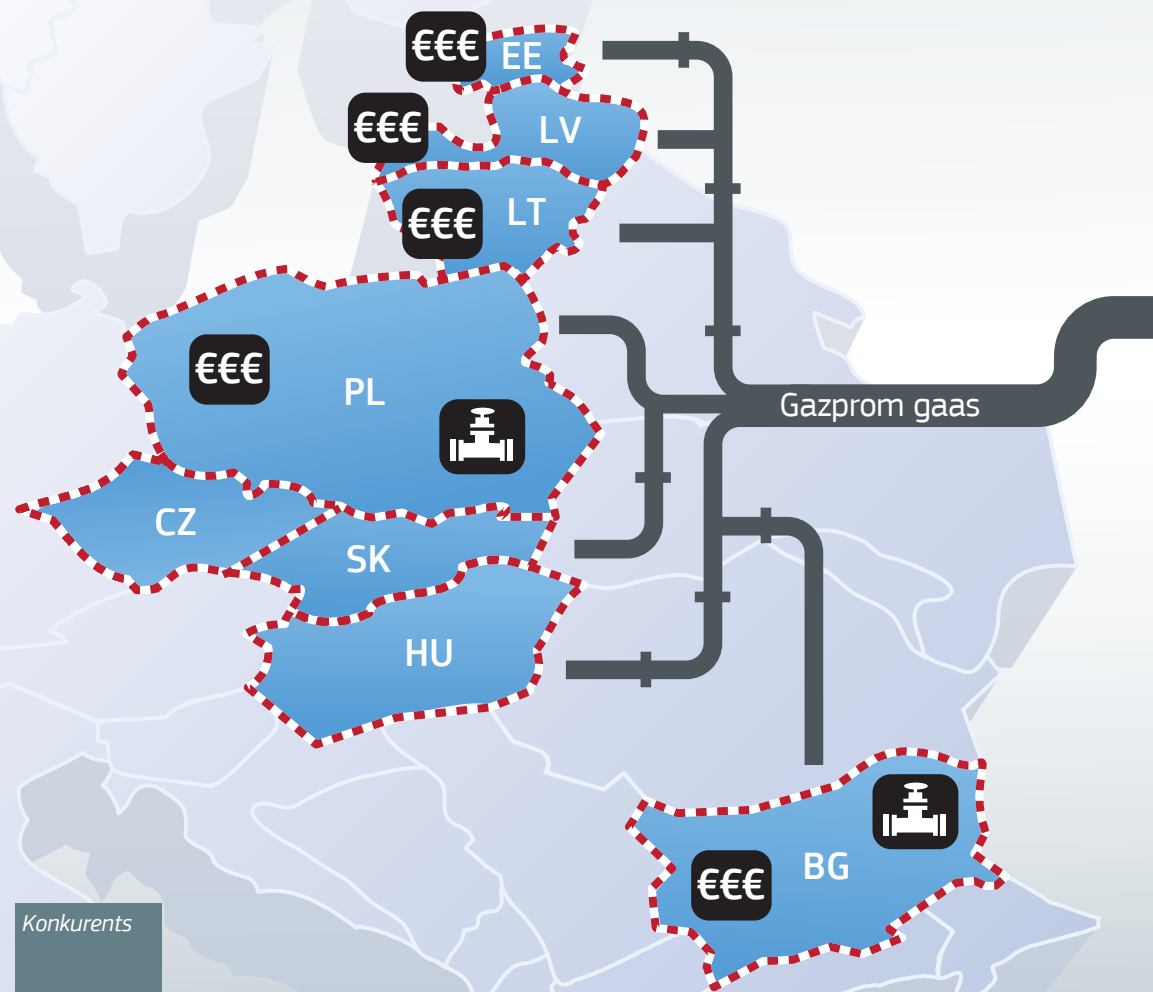 €€€
EE
€€€
LV
€€€
LT
€€€
PL
Gazprom gaas
CZ
SK
HU
€€€
BG
Konkurents